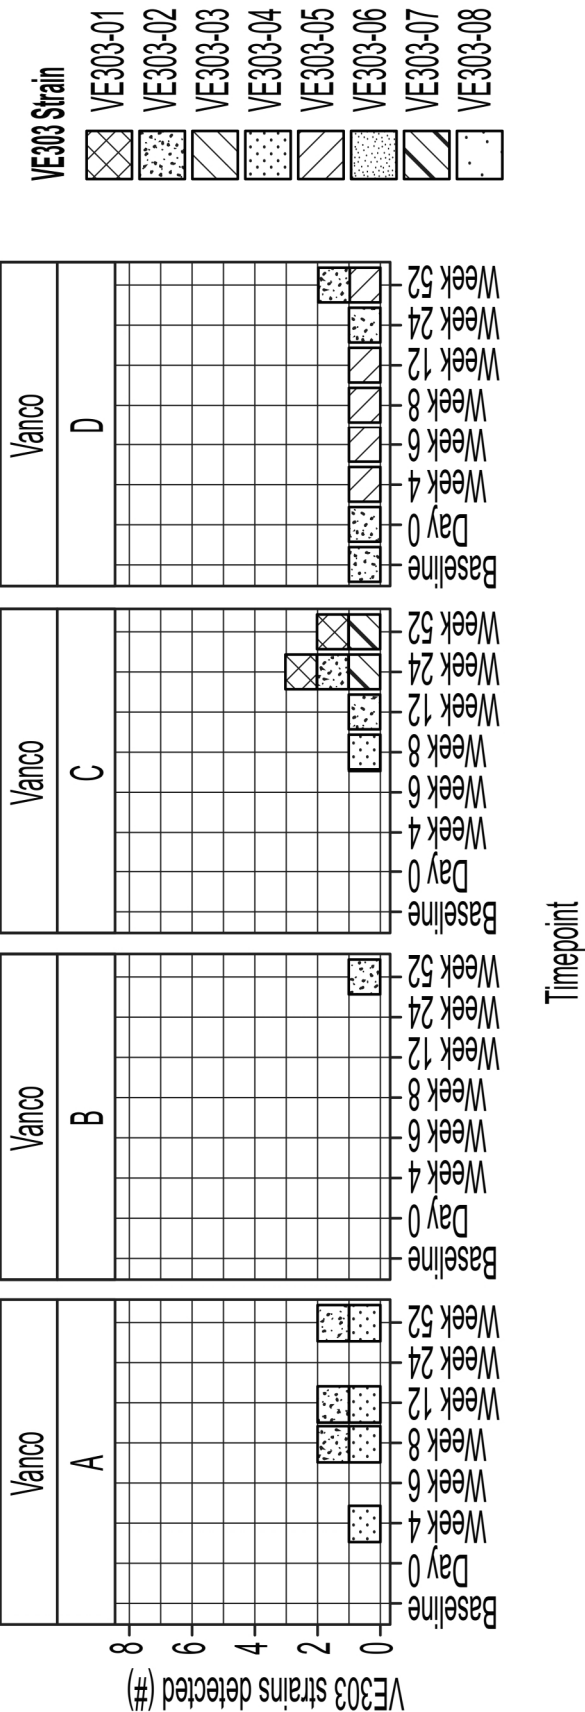 Vanco
A
Vanco
B
Vanco
C
Vanco
D
VE303 strains detected (#)
8
6
4
2
0
Baseline
Day 0
Week 4
Week 6
Week 8
Week 12
Week 24
Week 52
Baseline
Day 0
Week 4
Week 6
Week 8
Week 12
Week 24
Week 52
Baseline
Day 0
Week 4
Week 6
Week 8
Week 12
Week 24
Week 52
Baseline
Day 0
Week 4
Week 6
Week 8
Week 12
Week 24
Week 52
Timepoint
VE303 Strain
VE303-01
VE303-02
VE303-03
VE303-04
VE303-05
VE303-06
VE303-07
VE303-08